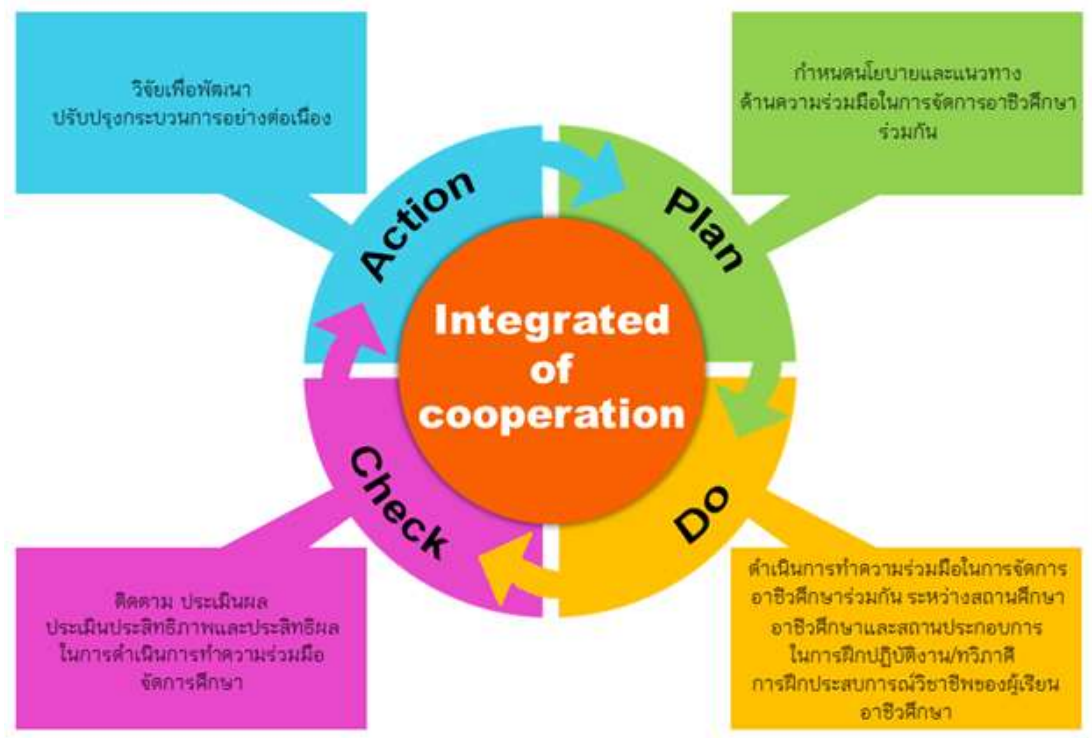 วิจัยเพื่อพัฒนา
ปรับปรุงกระบวนการอย่างต่อเนื่อง
กำหนดนโยบายและแนวทาง
ด้านความร่วมมือในการจัดการอาชีวศึกษา
ร่วมกัน
Action
Plan
Integrated
of
cooperation
Check
Do
ติดตาม ประเมินผล
ประเมินประสิทธิภาพและประสิทธิผล
ในการดำเนินการทำความร่วมมือ
จัดการศึกษา
ดำเนินการทำความร่วมมือในการจัดการ
อาชีวศึกษาร่วมกัน ระหว่างสถานศึกษา
อาชีวศึกษาและสถานประกอบการ
ในการฝึกปฏิบัติงาน/ทวิภาคี
การฝึกประสบการณ์วิชาชีพของผู้เรียน
อาชีวศึกษา